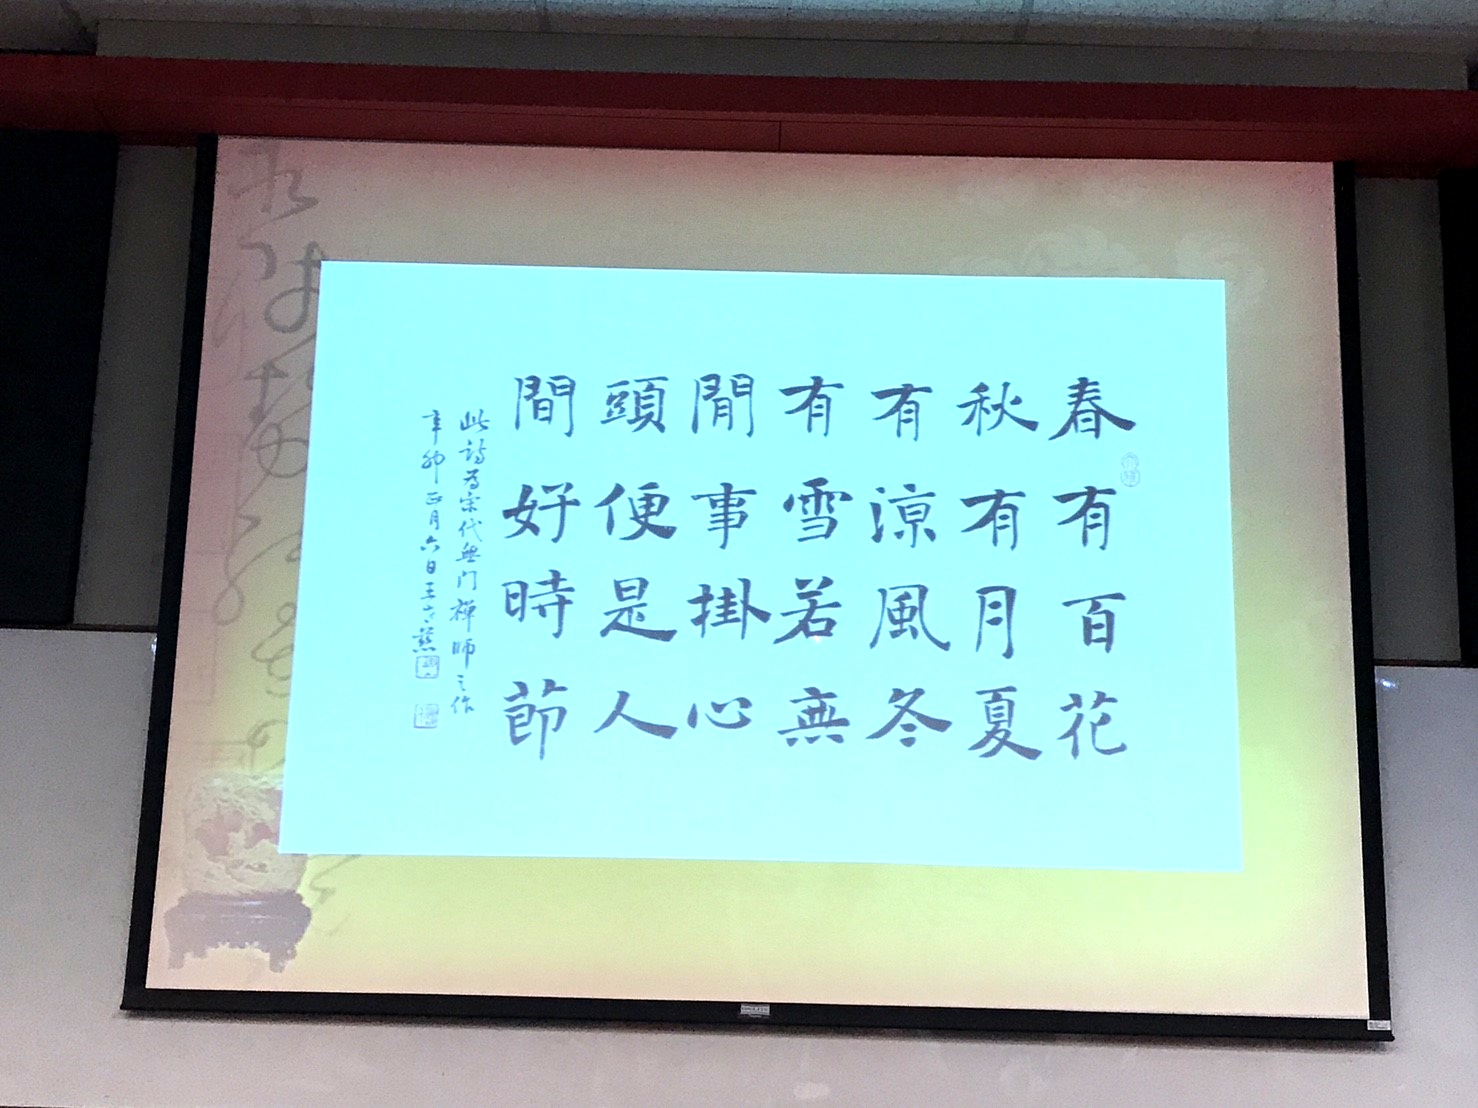 春有百花
秋有月夏
有涼風冬
有雪若無
閒事掛心
頭便是人
間好時節
此詩為宋代無门禪師之作
辛卯正月六日王